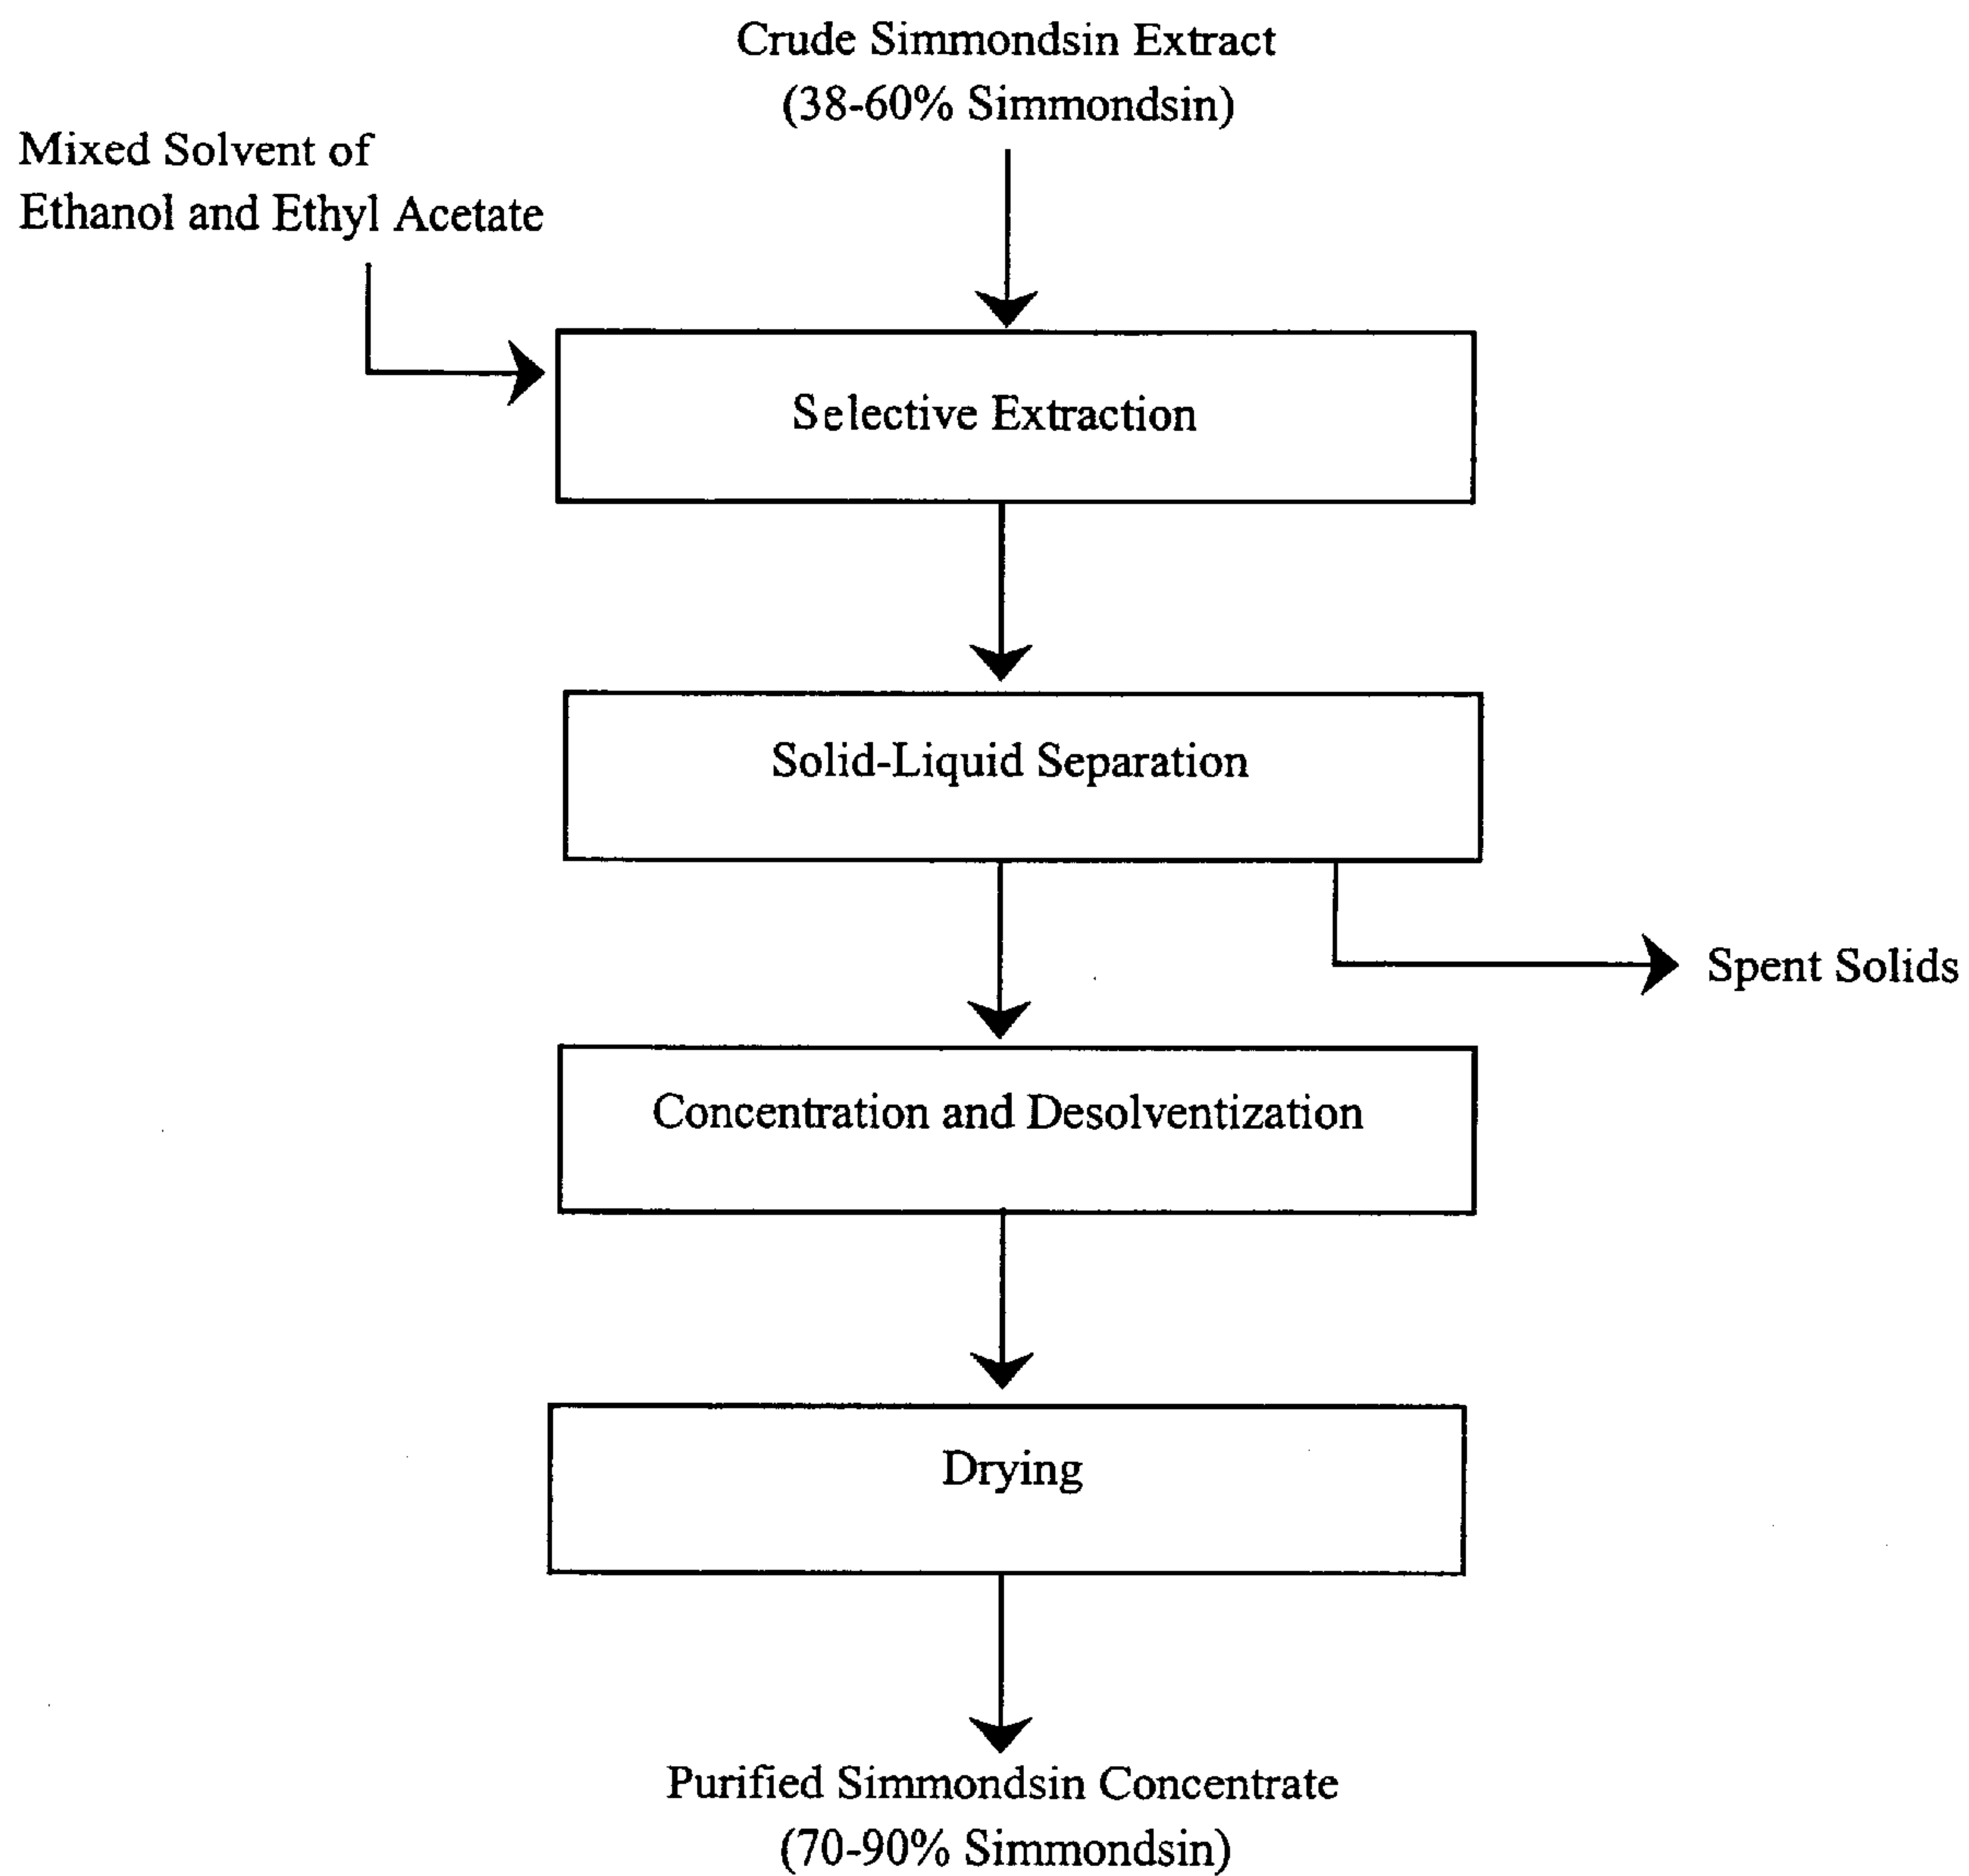 Crude Simmondsin Extract
(38-60% Simmondsin)
Mixed Solvent of
Ethanol and Ethyl Acetate
Selective Extraction
Solid-Liquid Separation
Spent Solids
Concentration and Desolventization
Drying
Purified Simmondsin Concentrate
(70-90% Simmondsin)